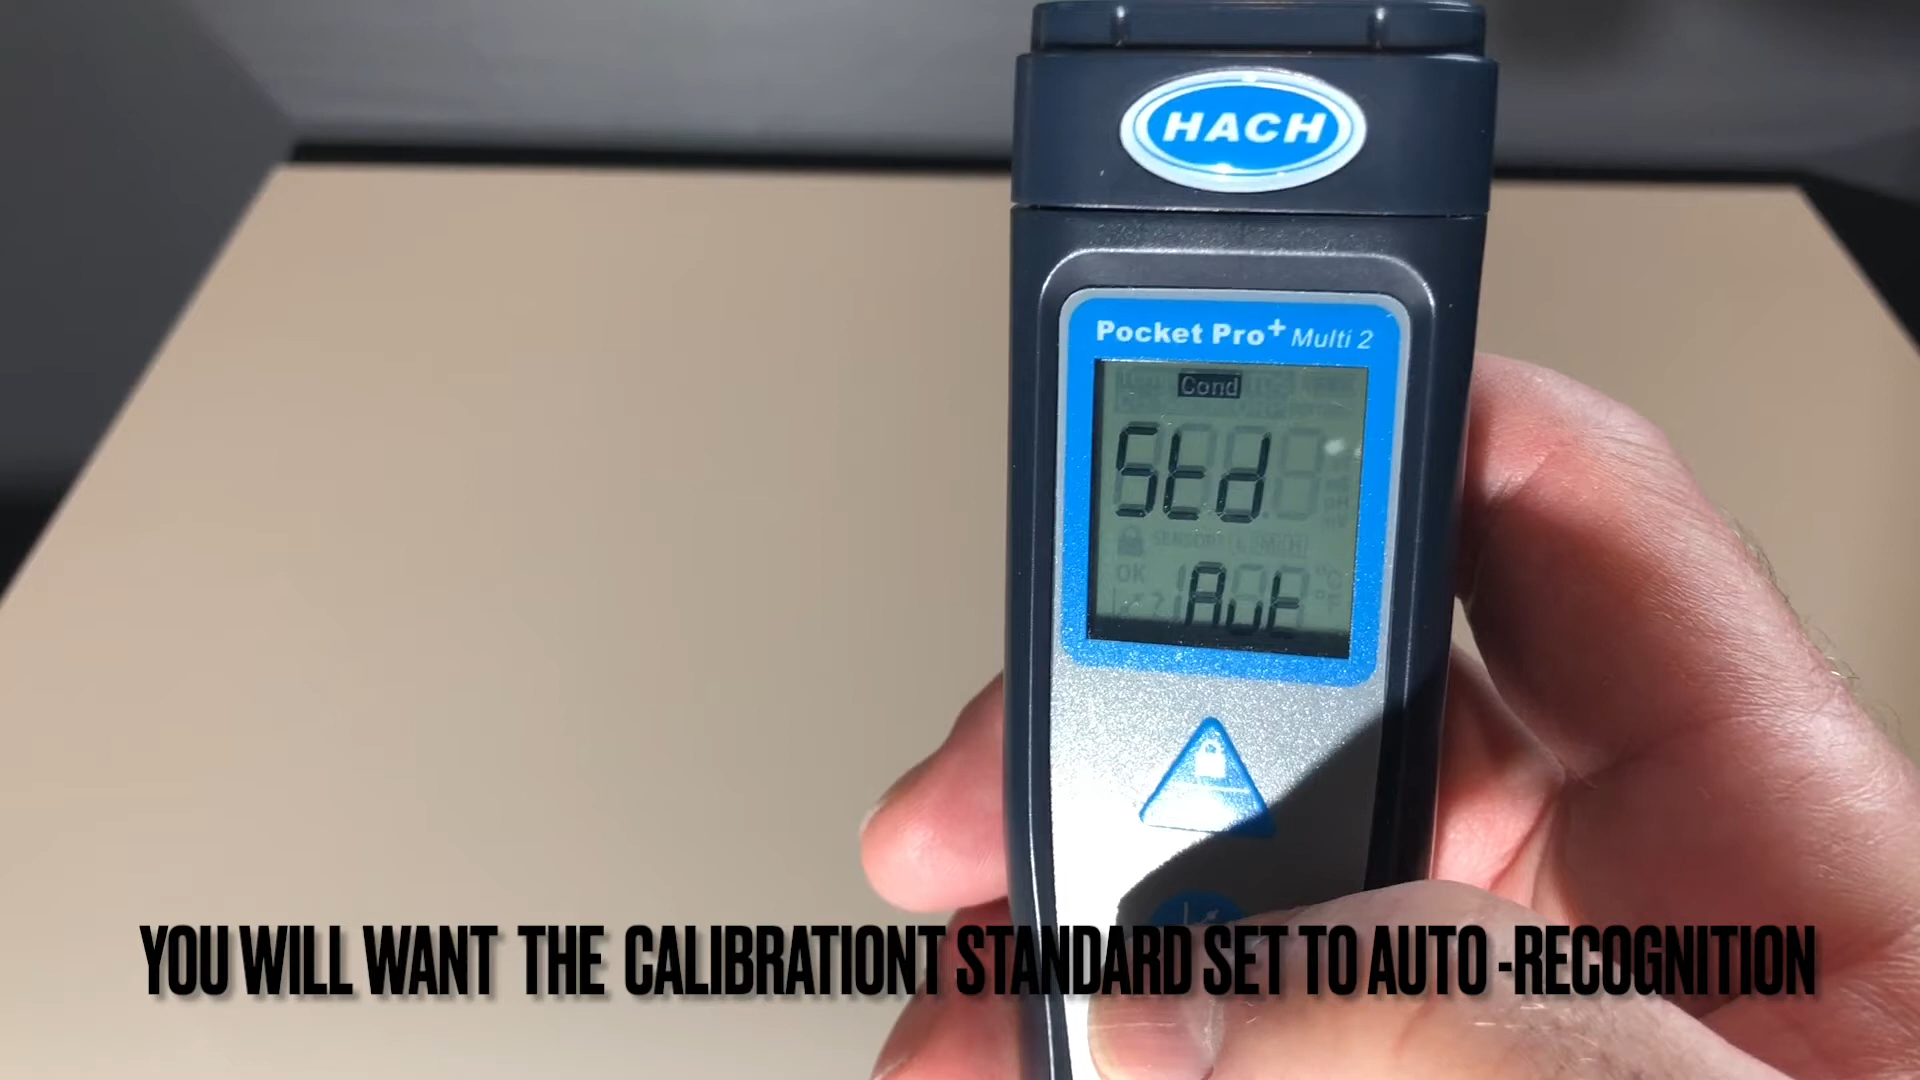 HACH
Pocket Pro+ Multi 2
Cond
Std
Aut
YOU WILL WANT THE CALIBRATIONT STANDARD SET TO AUTO -RECOGNITION